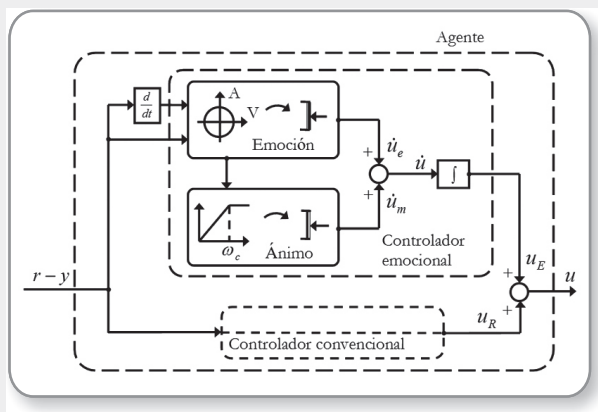 Agente
d
dt
A
V
Emoción
u̇e
+
u̇
∫
+
u̇m
ωc
Ánimo
Controlador
emocional
r – y
uE
+
u
+
uR
Controlador convencional